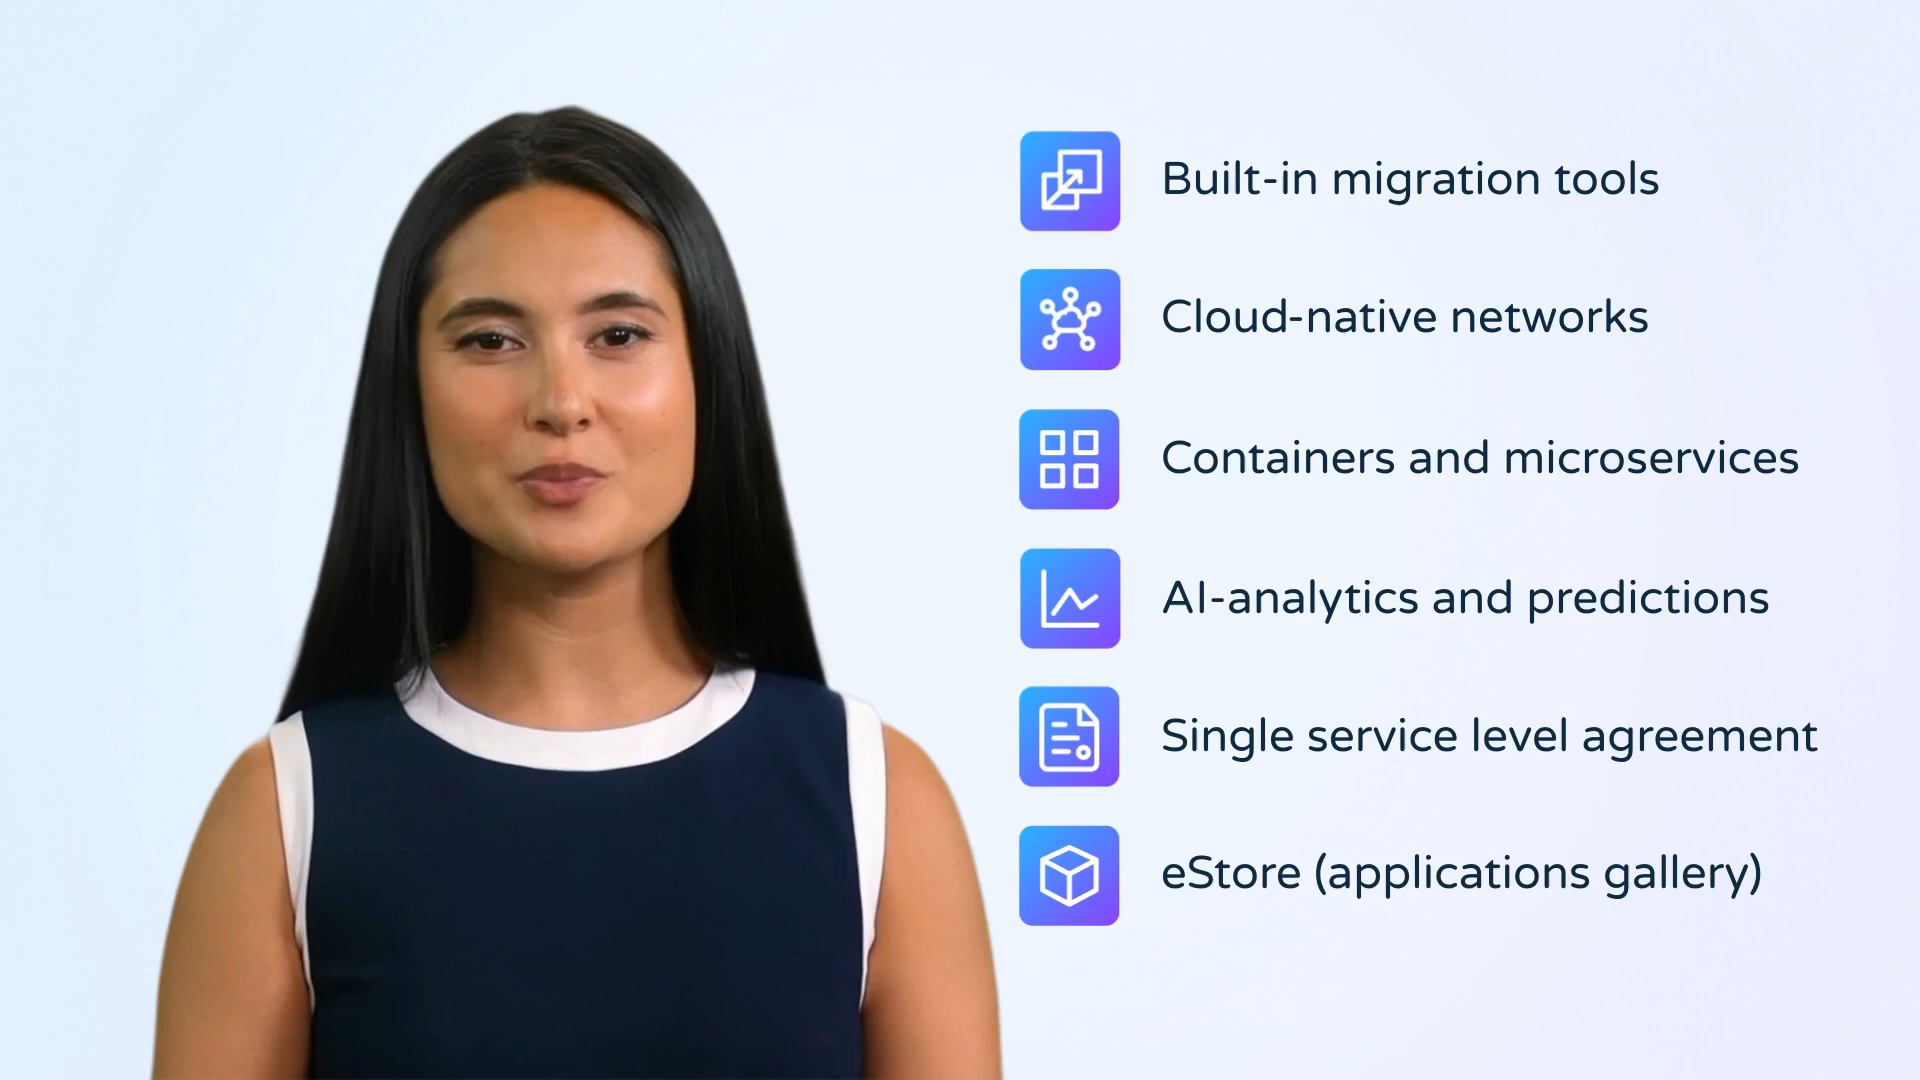 Built-in migration tools
Cloud-native networks
Containers and microservices
AI-analytics and predictions
Single service level agreement
eStore (applications gallery)